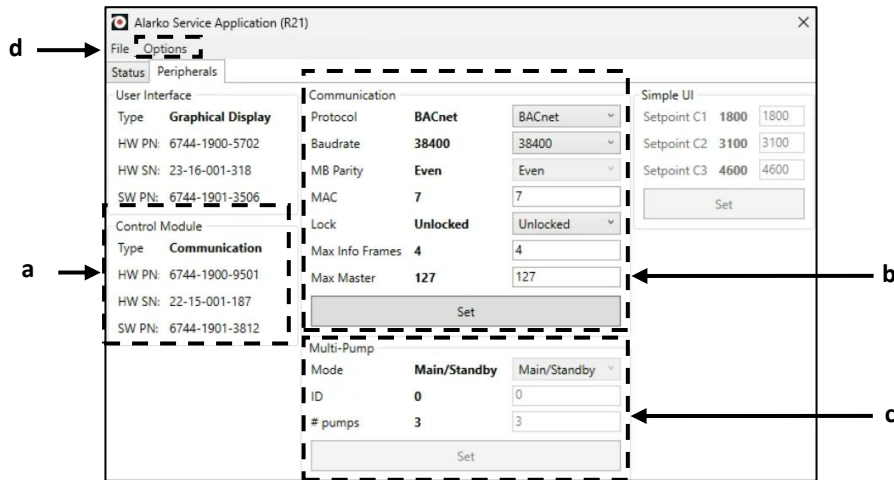 Alarko Service Application (R21)
File Options
Status Peripherals
User Interface
Type Graphical Display
HW PN: 6744-1900-5702
HW SN: 23-16-001-318
SW PN: 6744-1901-3506
Control Module
Type Communication
HW PN: 6744-1900-9501
HW SN: 22-15-001-187
SW PN: 6744-1901-3812
Communication
Protocol BACnet BACnet
Baudrate 38400 38400
MB Parity Even Even
MAC 7 7
Lock Unlocked Unlocked
Max Info Frames 4 4
Max Master 127 127
Set
Multi-Pump
Mode Main/Standby Main/Standby
ID 0 0
# pumps 3 3
Set
Simple UI
Setpoint C1 1800 1800
Setpoint C2 3100 3100
Setpoint C3 4600 4600
Set
d
a
b
c